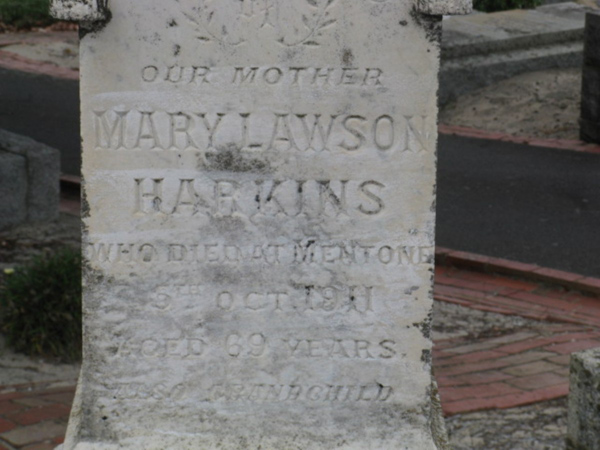 OUR MOTHER
MARY LAWSON
HARKINS
WHO DIED AT MENTONE
5TH OCT. 1911
AGED 69 YEARS.
ALSO GRANDCHILD